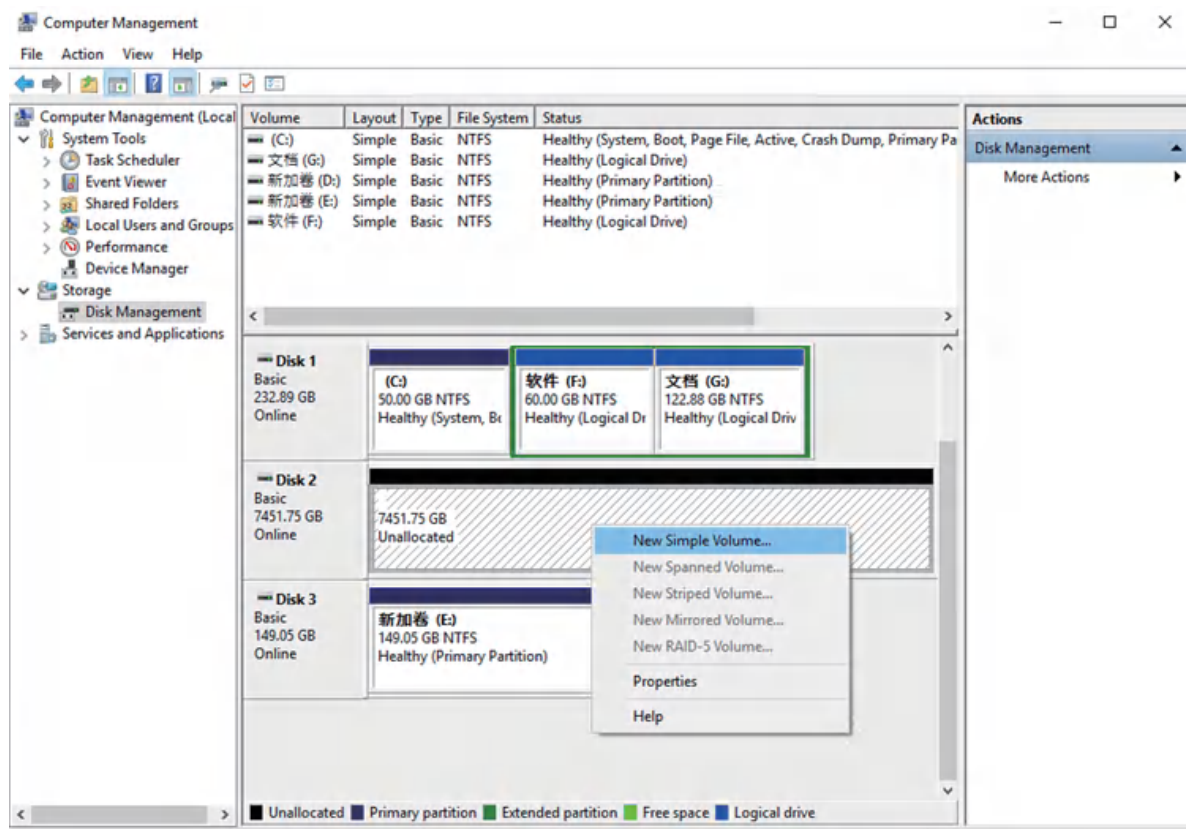 Computer Management
File Action View Help
Computer Management (Local
System Tools
Task Scheduler
Event Viewer
Shared Folders
Local Users and Groups
Performance
Device Manager
Storage
Disk Management
Services and Applications
Volume Layout Type File System Status
(C:) Simple Basic NTFS Healthy (System, Boot, Page File, Active, Crash Dump, Primary Pa
文档 (G:) Simple Basic NTFS Healthy (Logical Drive)
新加卷 (D:) Simple Basic NTFS Healthy (Primary Partition)
新加卷 (E:) Simple Basic NTFS Healthy (Primary Partition)
软件 (F:) Simple Basic NTFS Healthy (Logical Drive)
Disk 1
Basic
232.89 GB
Online
(C:)
50.00 GB NTFS
Healthy (System, Bo
软件 (F:)
60.00 GB NTFS
Healthy (Logical Dr
文档 (G:)
122.88 GB NTFS
Healthy (Logical Driv
Disk 2
Basic
7451.75 GB
Online
7451.75 GB
Unallocated
Disk 3
Basic
149.05 GB
Online
新加卷 (E:)
149.05 GB NTFS
Healthy (Primary Partition)
New Simple Volume...
New Spanned Volume...
New Striped Volume...
New Mirrored Volume...
New RAID-5 Volume...
Properties
Help
Unallocated Primary partition Extended partition Free space Logical drive
Actions
Disk Management
More Actions